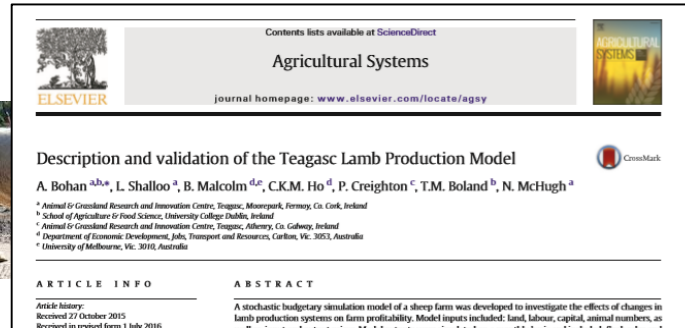 Contents lists available at ScienceDirect
Agricultural Systems
journal homepage: www.elsevier.com/locate/agsy
ELSEVIER
AGRICULTURAL
SYSTEMS
Description and validation of the Teagasc Lamb Production Model
CrossMark
A. Bohan a,b,*, L. Shalloo a, B. Malcolm d,e, C.K.M. Ho d, P. Creighton c, T.M. Boland b, N. McHugh a
a Animal & Grassland Research and Innovation Centre, Teagasc, Moorepark, Fermoy, Co. Cork, Ireland
b School of Agriculture & Food Science, University College Dublin, Ireland
c Animal & Grassland Research and Innovation Centre, Teagasc, Athenry, Co. Galway, Ireland
d Department of Economic Development, Jobs, Transport and Resources, Carlton, Vic. 3053, Australia
e University of Melbourne, Vic. 3010, Australia
ARTICLE INFO
Article history:
Received 27 October 2015
Received in revised form 1 July 2016
ABSTRACT
A stochastic budgetary simulation model of a sheep farm was developed to investigate the effects of changes in
lamb production systems on farm profitability. Model inputs included: land, labour, capital, animal numbers, as